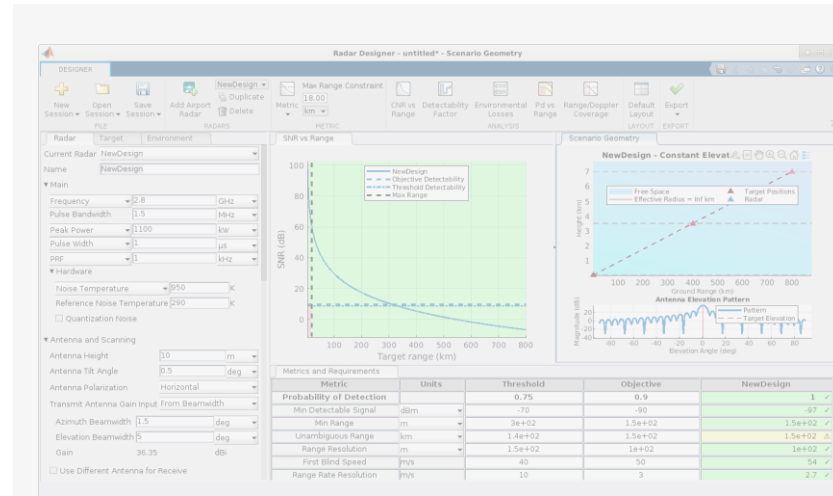 Radar Designer - untitled* - Scenario Geometry
DESIGNER
New Session
Open Session
Save Session
FILE
Add Airport Radar
NewDesign
Duplicate
Delete
RADARS
Metric
Max Range Constraint
18.00
km
METRIC
CNR vs Range
Detectability Factor
Environmental Losses
Pd vs Range
Range/Doppler Coverage
ANALYSIS
Default Layout
LAYOUT
Export
EXPORT
Radar Target Environment
Current Radar NewDesign
Name NewDesign
Main
Frequency 2.8 GHz
Pulse Bandwidth 1.5 MHz
Peak Power 1100 kW
Pulse Width 1 μs
PRF 1 kHz
Hardware
Noise Temperature 950 K
Reference Noise Temperature 290 K
Quantization Noise
Antenna and Scanning
Antenna Height 10 m
Antenna Tilt Angle 0.5 deg
Antenna Polarization Horizontal
Transmit Antenna Gain Input From Beamwidth
Azimuth Beamwidth 1.5 deg
Elevation Beamwidth 5 deg
Gain 36.35 dBi
Use Different Antenna for Receive
SNR vs Range
100
80
60
40
20
0
SNR (dB)
NewDesign
Objective Detectability
Threshold Detectability
Max Range
100 200 300 400 500 600 700 800
Target range (km)
Scenario Geometry
NewDesign - Constant Elevat
7
6
5
4
3
2
1
Height (km)
Free Space
Effective Radius = Inf km
Target Positions
Radar
100 200 300 400 500 600 700 800
Ground Range (km)
Antenna Elevation Pattern
20
0
-20
-40
Magnitude (dB)
Pattern
Target Elevation
-80 -60 -40 -20 0 20 40 60 80
Elevation Angle (deg)
Metrics and Requirements
Metric Units Threshold Objective NewDesign
Probability of Detection 0.75 0.9 1
Min Detectable Signal dBm -70 -90 -97
Min Range m 3e+02 1.5e+02 1.5e+02
Unambiguous Range km 1.4e+02 1.5e+02 1.5e+02
Range Resolution m 1.5e+02 1e+02 1e+02
First Blind Speed m/s 40 50 54
Range Rate Resolution m/s 10 3 2.7